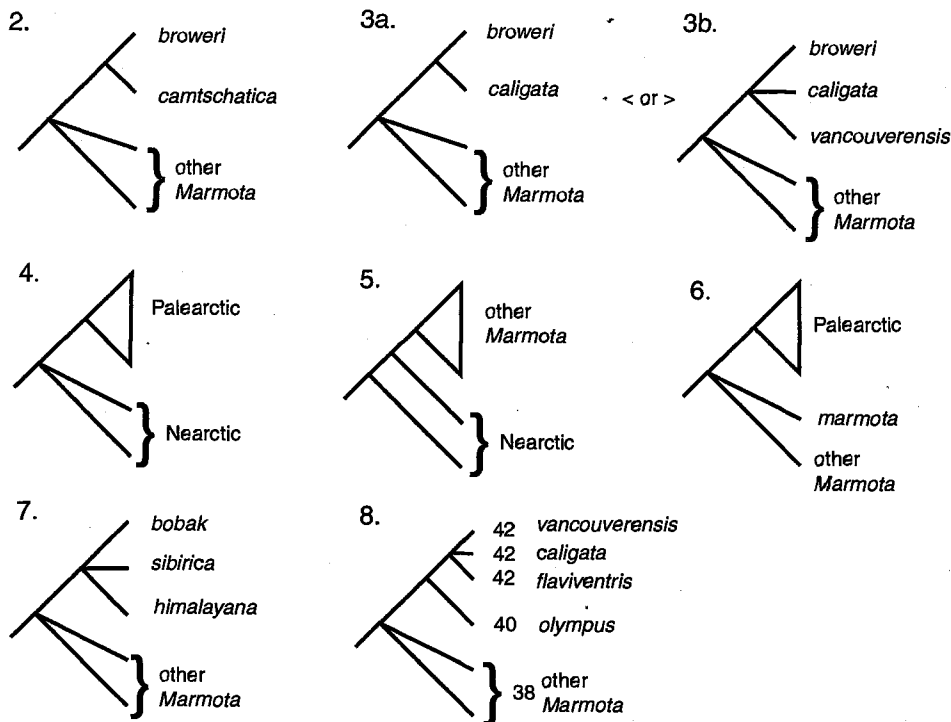 2.
broweri
camtschatica
other
Marmota
3a.
broweri
caligata
other
Marmota
< or >
3b.
broweri
caligata
vancouverensis
other
Marmota
4.
Palearctic
Nearctic
5.
other
Marmota
Nearctic
6.
Palearctic
marmota
other
Marmota
7.
bobak
sibirica
himalayana
other
Marmota
8.
42 vancouverensis
42 caligata
42 flaviventris
40 olympus
38 other
Marmota